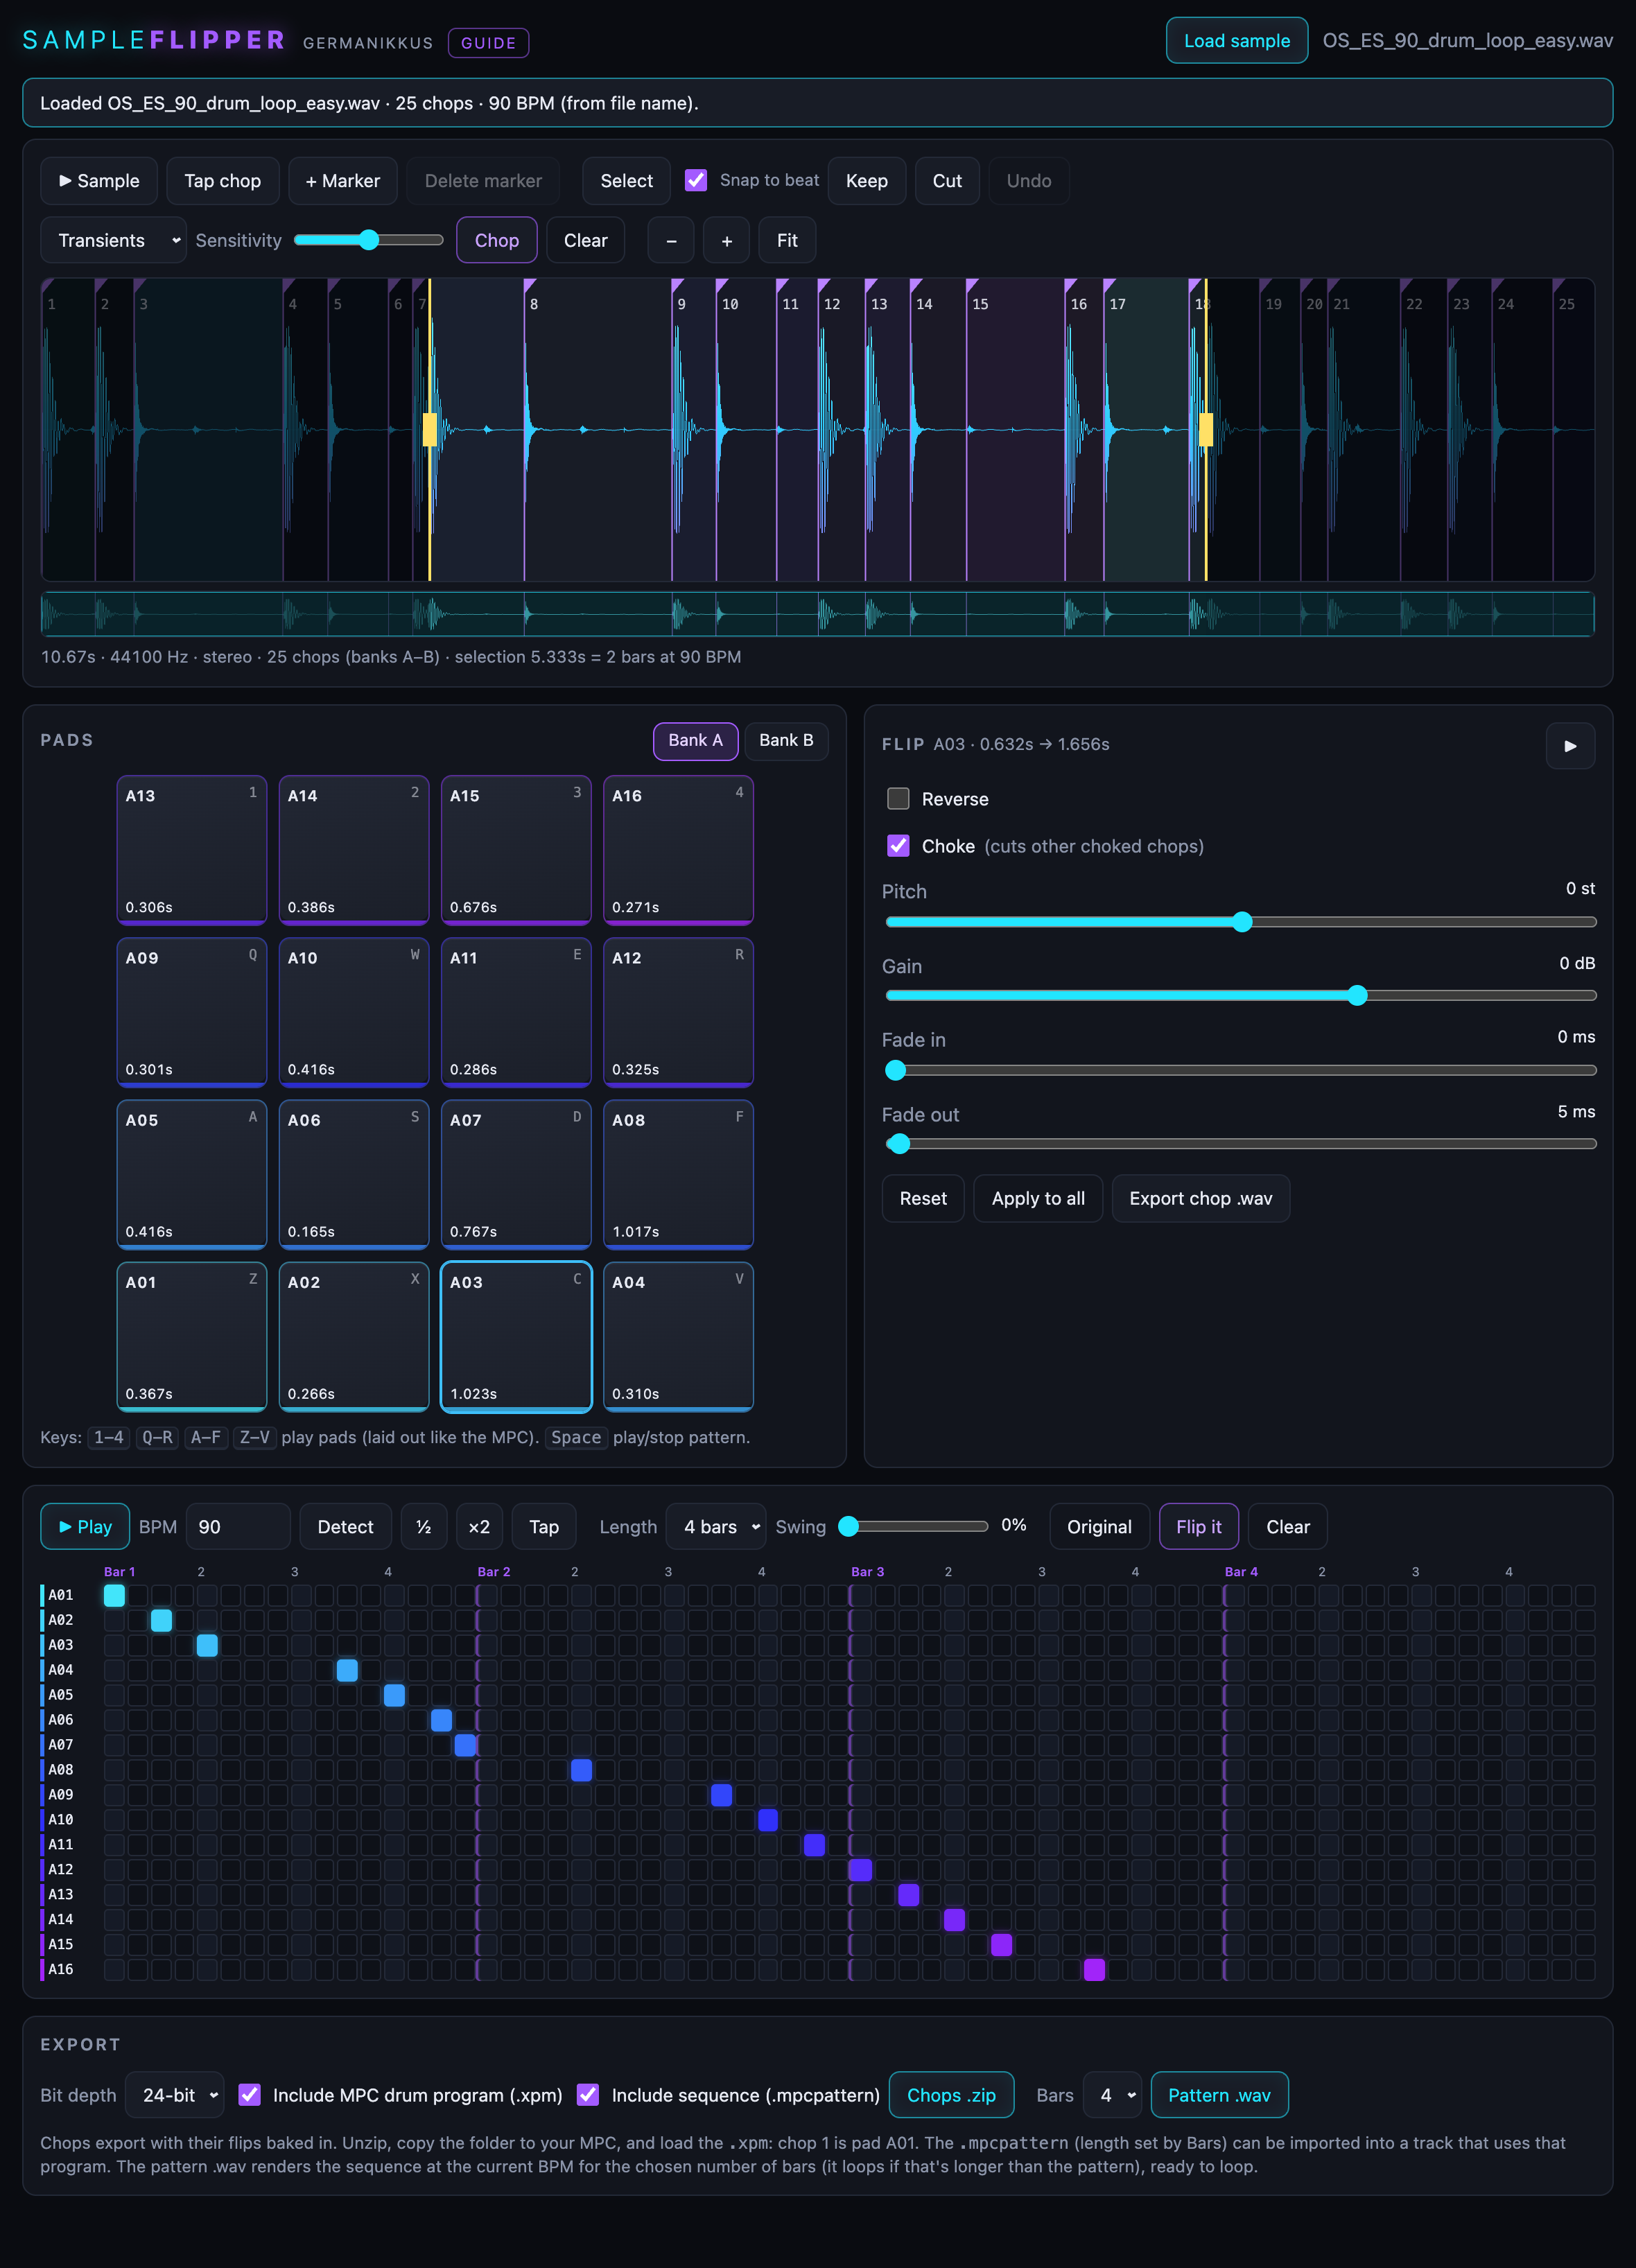 SAMPLEFLIPPER GERMANIKKUS GUIDE Load sample OS_ES_90_drum_loop_easy.wav
Loaded OS_ES_90_drum_loop_easy.wav · 25 chops · 90 BPM (from file name).
▶ Sample Tap chop + Marker Delete marker Select Snap to beat Keep Cut Undo
Transients Sensitivity Chop Clear − + Fit
1 2 3 4 5 6 7 8 9 10 11 12 13 14 15 16 17 18 19 20 21 22 23 24 25
10.67s · 44100 Hz · stereo · 25 chops (banks A–B) · selection 5.333s = 2 bars at 90 BPM
PADS Bank A Bank B
A13 1 A14 2 A15 3 A16 4
0.306s 0.386s 0.676s 0.271s
A09 Q A10 W A11 E A12 R
0.301s 0.416s 0.286s 0.325s
A05 A A06 S A07 D A08 F
0.416s 0.165s 0.767s 1.017s
A01 Z A02 X A03 C A04 V
0.367s 0.266s 1.023s 0.310s
Keys: 1–4 Q–R A–F Z–V play pads (laid out like the MPC). Space play/stop pattern.
FLIP A03 · 0.632s → 1.656s ▶
Reverse
Choke (cuts other choked chops)
Pitch 0 st
Gain 0 dB
Fade in 0 ms
Fade out 5 ms
Reset Apply to all Export chop .wav
▶ Play BPM 90 Detect ½ ×2 Tap Length 4 bars Swing 0% Original Flip it Clear
Bar 1 2 3 4 Bar 2 2 3 4 Bar 3 2 3 4 Bar 4 2 3 4
A01
A02
A03
A04
A05
A06
A07
A08
A09
A10
A11
A12
A13
A14
A15
A16
EXPORT
Bit depth 24-bit Include MPC drum program (.xpm) Include sequence (.mpcpattern) Chops .zip Bars 4 Pattern .wav
Chops export with their flips baked in. Unzip, copy the folder to your MPC, and load the .xpm: chop 1 is pad A01. The .mpcpattern (length set by Bars) can be imported into a track that uses that
program. The pattern .wav renders the sequence at the current BPM for the chosen number of bars (it loops if that's longer than the pattern), ready to loop.